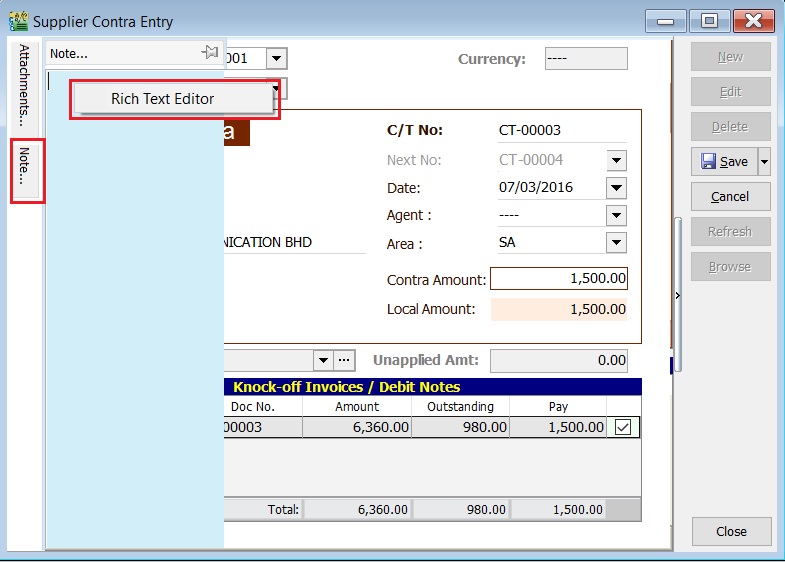 Supplier Contra Entry
Attachments...
Note...
Note...
Rich Text Editor
001
Currency:
----
a
C/T No:
CT-00003
Next No:
CT-00004
Date:
07/03/2016
Agent :
----
Area :
SA
NICATION BHD
Contra Amount:
1,500.00
Local Amount:
1,500.00
...
Unapplied Amt:
0.00
Knock-off Invoices / Debit Notes
Doc No. Amount Outstanding Pay
00003 6,360.00 980.00 1,500.00
Total: 6,360.00 980.00 1,500.00
New
Edit
Delete
Save
Cancel
Refresh
Browse
Close